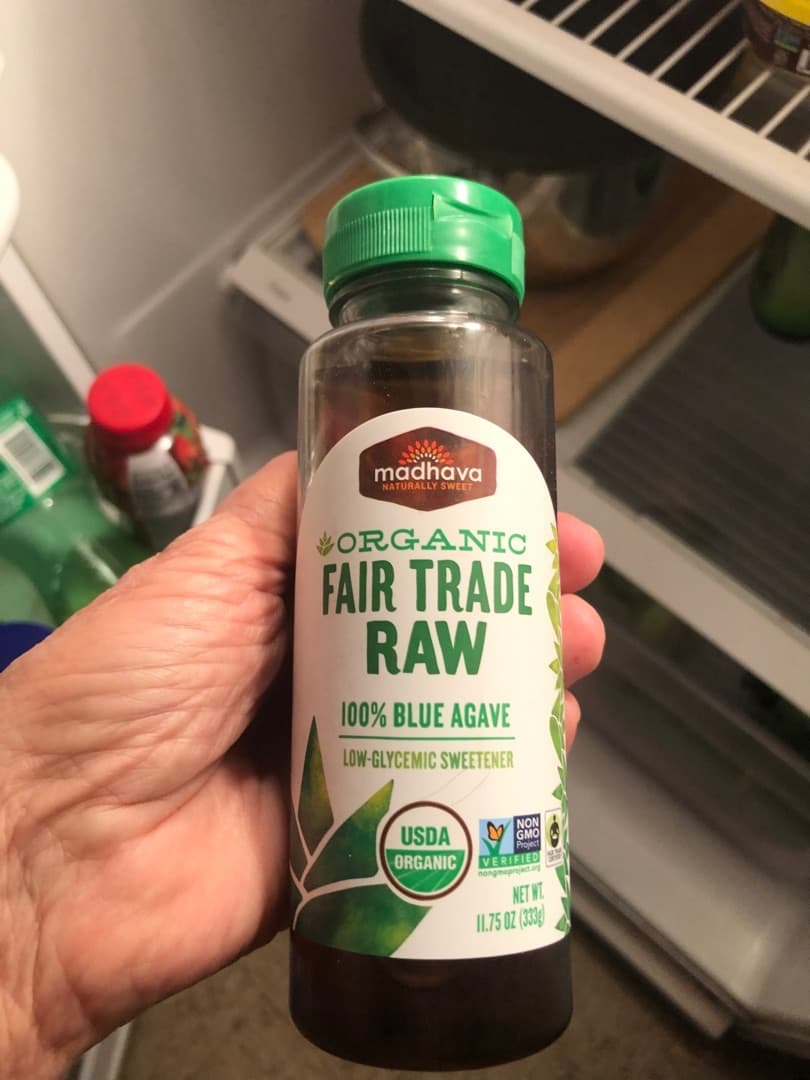 madhava
NATURALLY SWEET
ORGANIC
FAIR TRADE
RAW
100% BLUE AGAVE
LOW-GLYCEMIC SWEETENER
USDA
ORGANIC
NON
GMO
Project
VERIFIED
nongmoproject.org
NET WT.
11.75 OZ (333g)